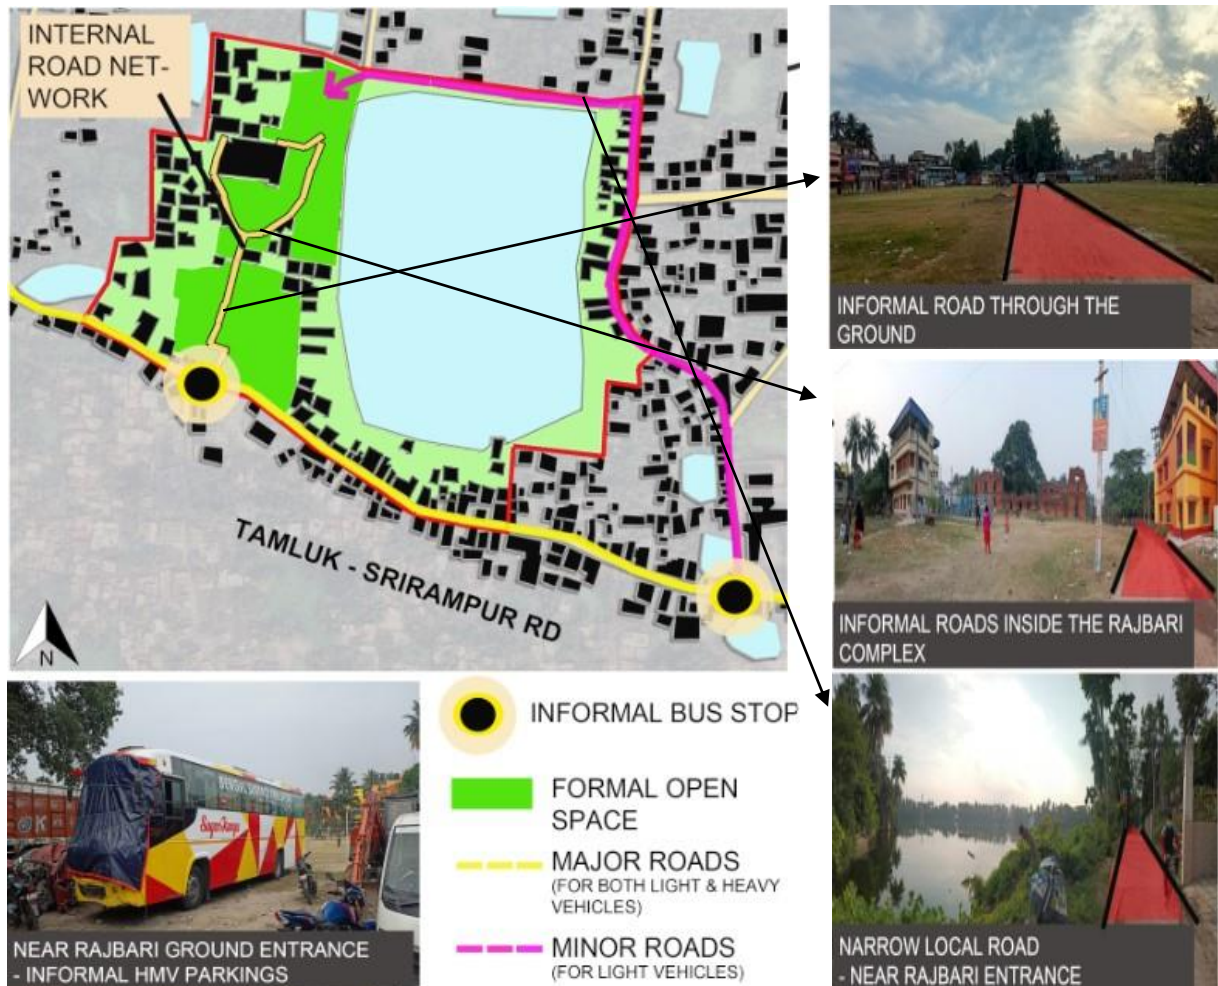 INTERNAL
ROAD NET-
WORK
TAMLUK - SRIRAMPUR RD
N
INFORMAL ROAD THROUGH THE
GROUND
INFORMAL ROADS INSIDE THE RAJBARI
COMPLEX
NEAR RAJBARI GROUND ENTRANCE
- INFORMAL HMV PARKINGS
INFORMAL BUS STOP
FORMAL OPEN
SPACE
MAJOR ROADS
(FOR BOTH LIGHT & HEAVY
VEHICLES)
MINOR ROADS
(FOR LIGHT VEHICLES)
NARROW LOCAL ROAD
- NEAR RAJBARI ENTRANCE